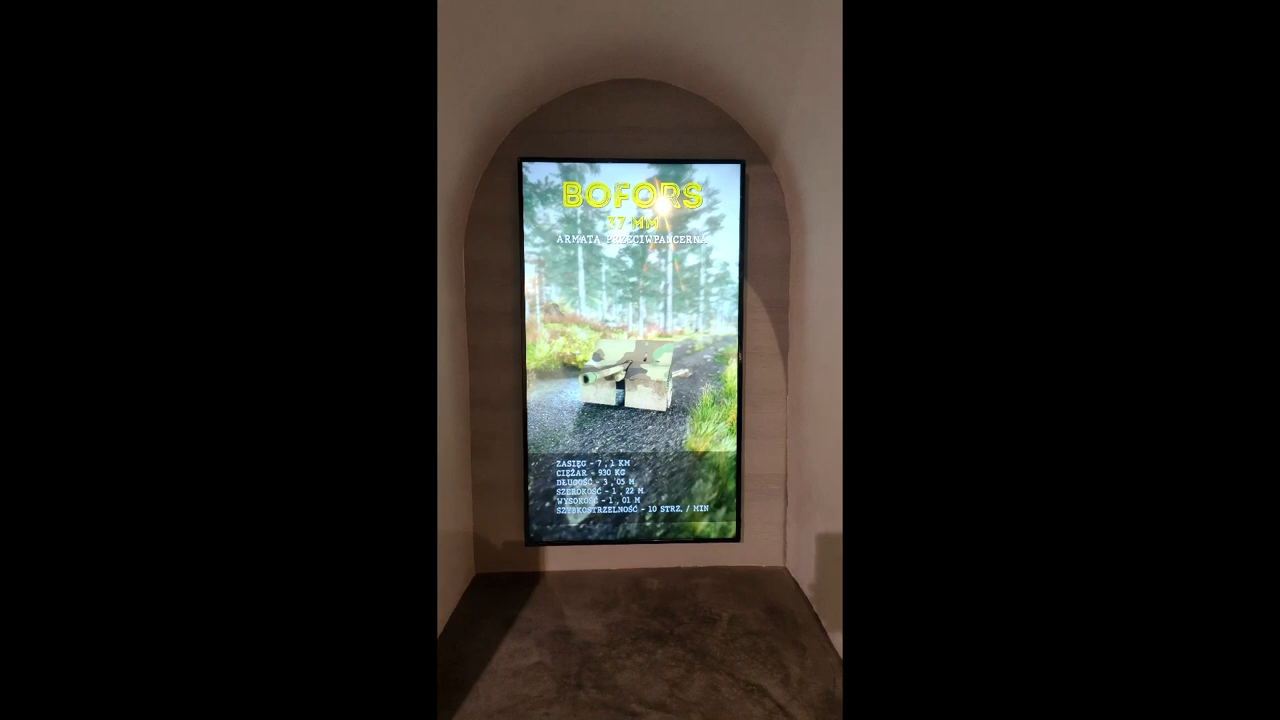 BOFORS
37 MM
ARMATA PRZECIWPANCERNA
ZASIĘG - 7 , 1 KM
CIĘŻAR - 930 KG
DŁUGOŚĆ - 3 , 05 M
SZEROKOŚĆ - 1 , 22 M
WYSOKOŚĆ - 1 , 01 M
SZYBKOSTRZELNOŚĆ - 10 STRZ. / MIN